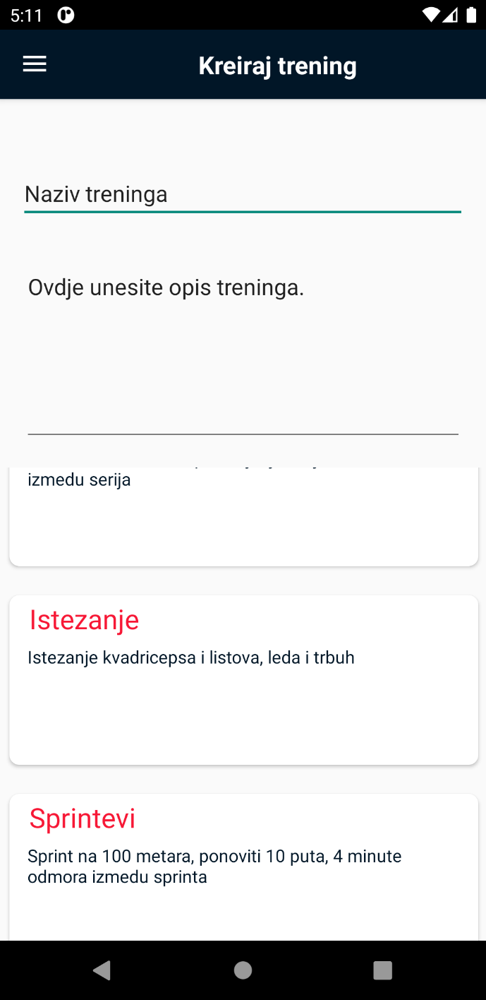 5:11
Kreiraj trening
Naziv treninga
Ovdje unesite opis treninga.
izmedu serija
Istezanje
Istezanje kvadricepsa i listova, leda i trbuh
Sprintevi
Sprint na 100 metara, ponoviti 10 puta, 4 minute
odmora izmedu sprinta